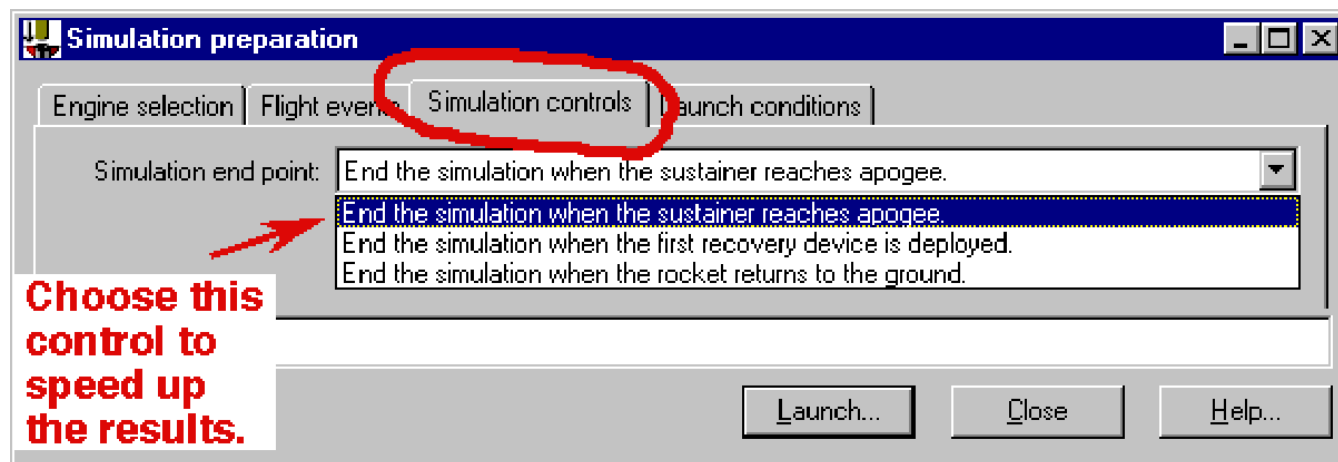 Simulation preparation
Engine selection Flight events Simulation controls Launch conditions
Simulation end point: End the simulation when the sustainer reaches apogee.
End the simulation when the sustainer reaches apogee.
End the simulation when the first recovery device is deployed.
End the simulation when the rocket returns to the ground.
Choose this
control to
speed up
the results.
Launch... Close Help...